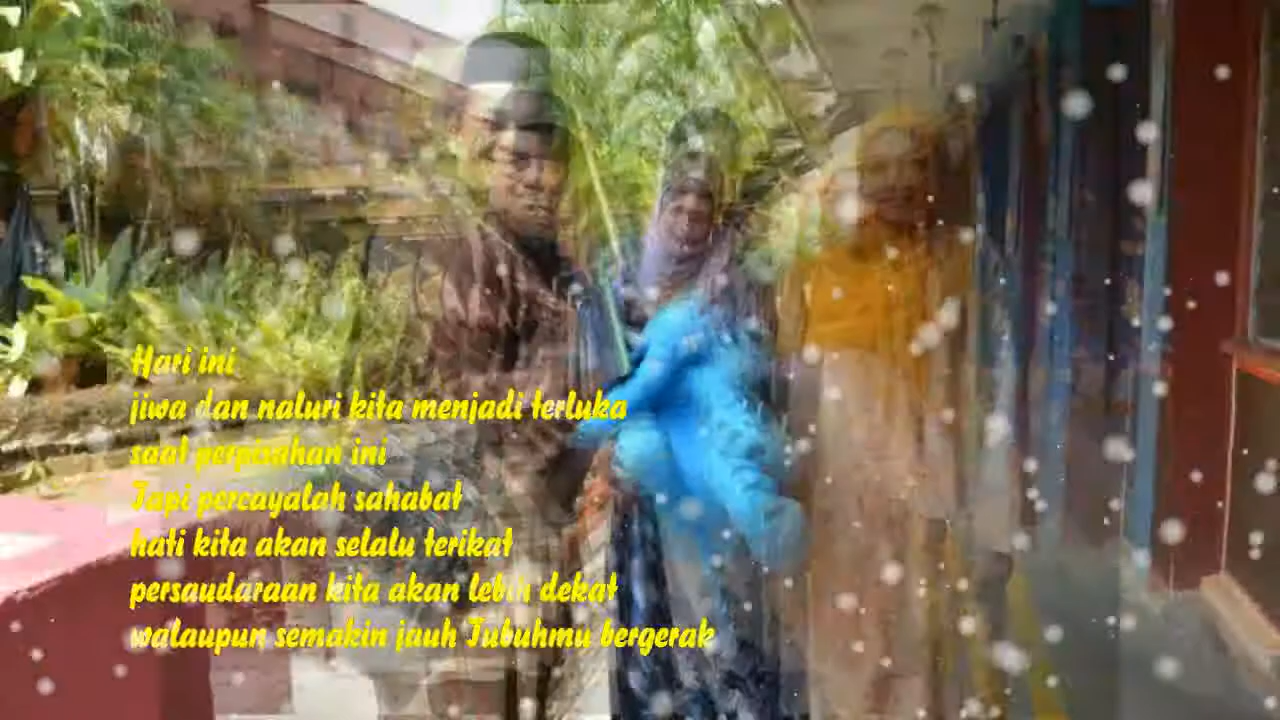 Hari ini
jiwa dan naluri kita menjadi terluka
saat perpisahan ini
Tapi percayalah sahabat
hati kita akan selalu terikat
persaudaraan kita akan lebih dekat
walaupun semakin jauh Tubuhmu bergerak